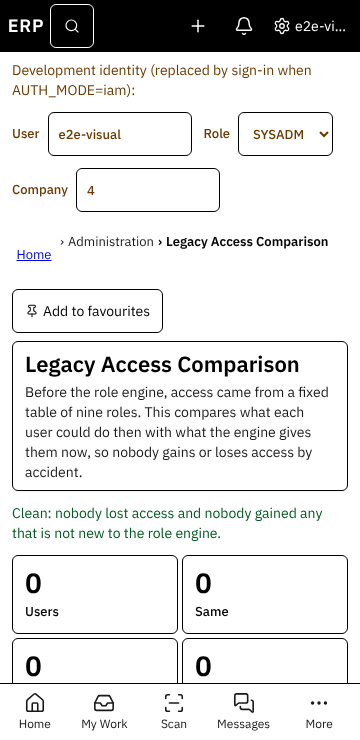 ERP
e2e-vi...
Development identity (replaced by sign-in when
AUTH_MODE=iam):
User e2e-visual Role SYSADM
Company 4
Home › Administration › Legacy Access Comparison
Add to favourites
Legacy Access Comparison
Before the role engine, access came from a fixed
table of nine roles. This compares what each
user could do then with what the engine gives
them now, so nobody gains or loses access by
accident.
Clean: nobody lost access and nobody gained any
that is not new to the role engine.
0 0
Users Same
0 0
Home My Work Scan Messages More